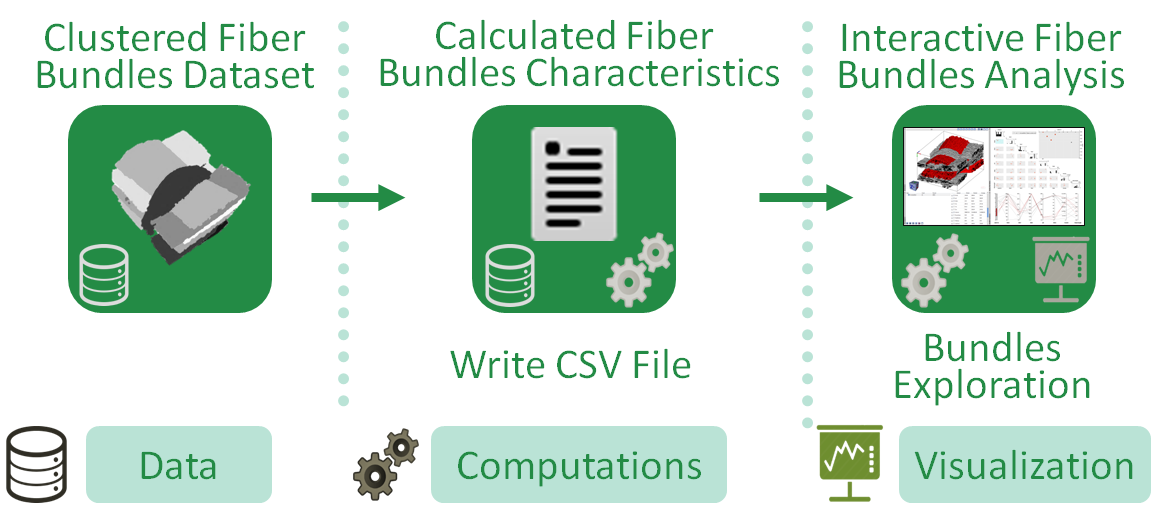 Clustered Fiber
Bundles Dataset
Calculated Fiber
Bundles Characteristics
Interactive Fiber
Bundles Analysis
Write CSV File
Bundles
Exploration
Data
Computations
Visualization